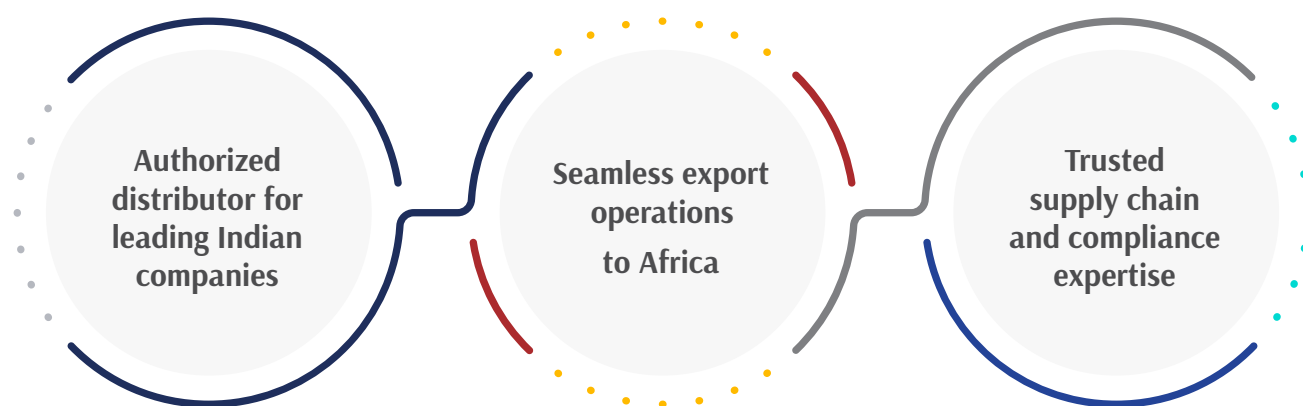 Authorized
distributor for
leading Indian
companies
Seamless export
operations
to Africa
Trusted
supply chain
and compliance
expertise